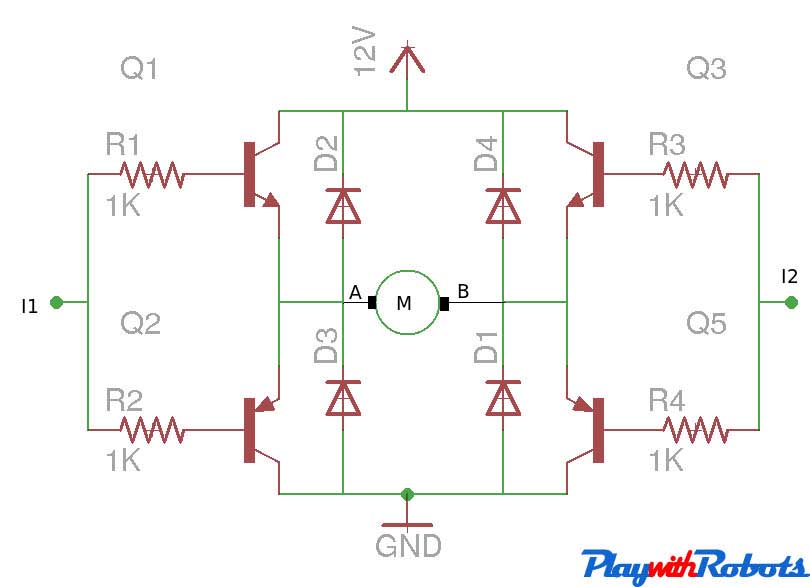 12V
Q1
Q3
R1
D2
D4
R3
1K
1K
I1
A
M
B
I2
Q2
D3
D1
Q5
R2
R4
1K
1K
GND
PlaywithRobots